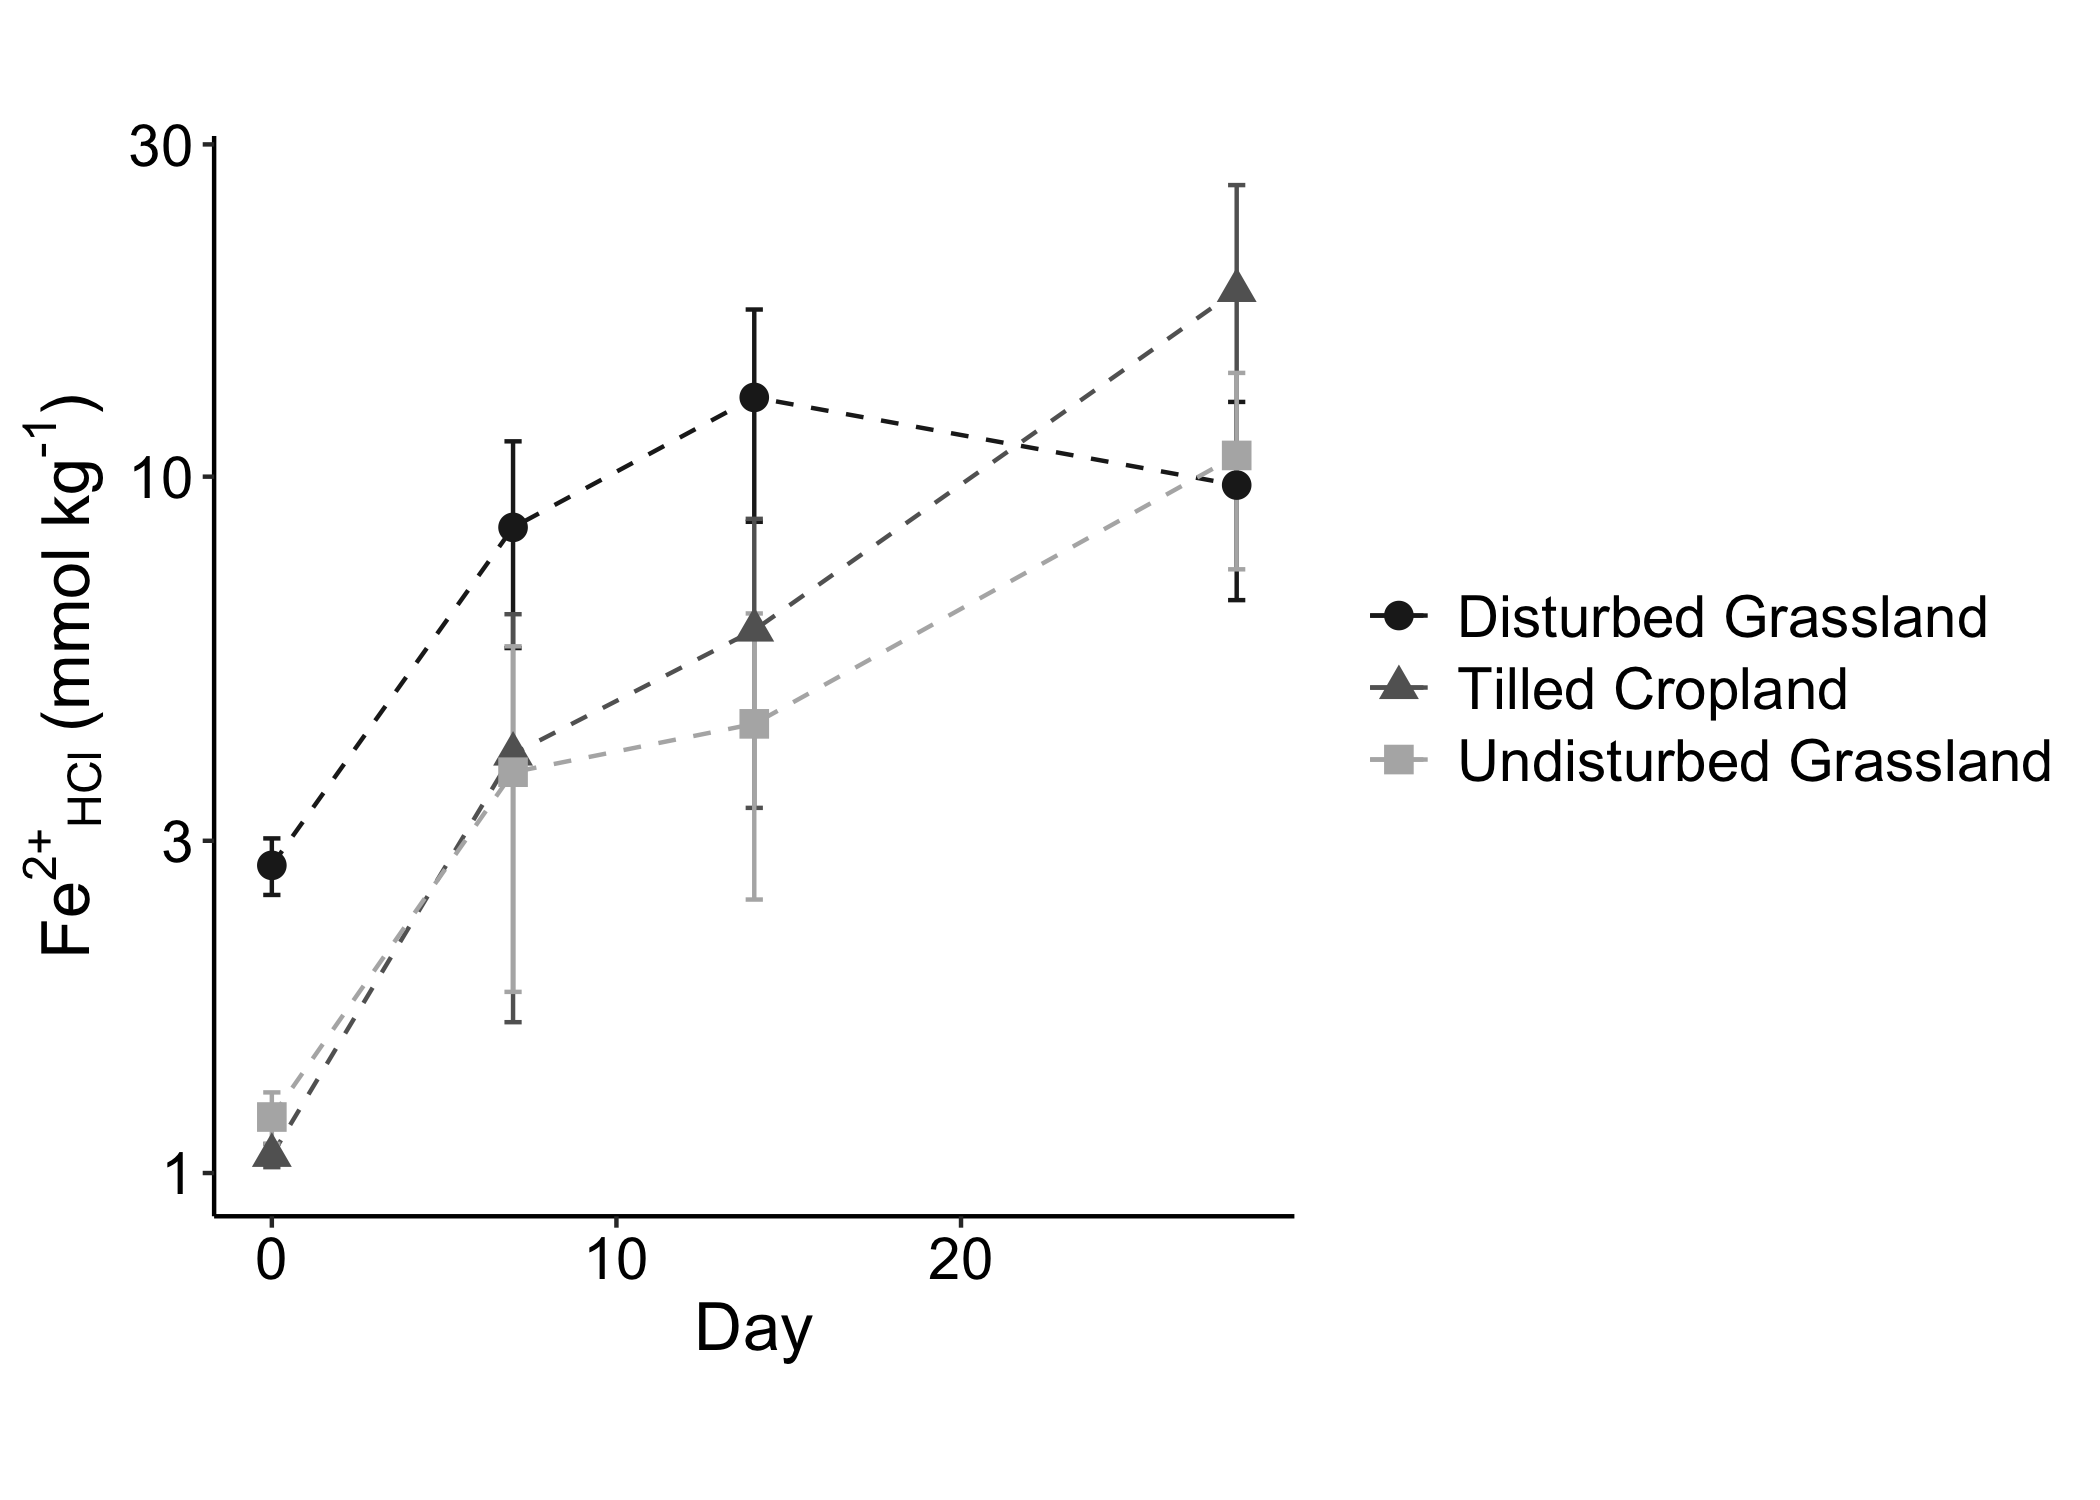 30
10
3
1
Fe2+HCl (mmol kg-1)
0 10 20
Day
Disturbed Grassland
Tilled Cropland
Undisturbed Grassland